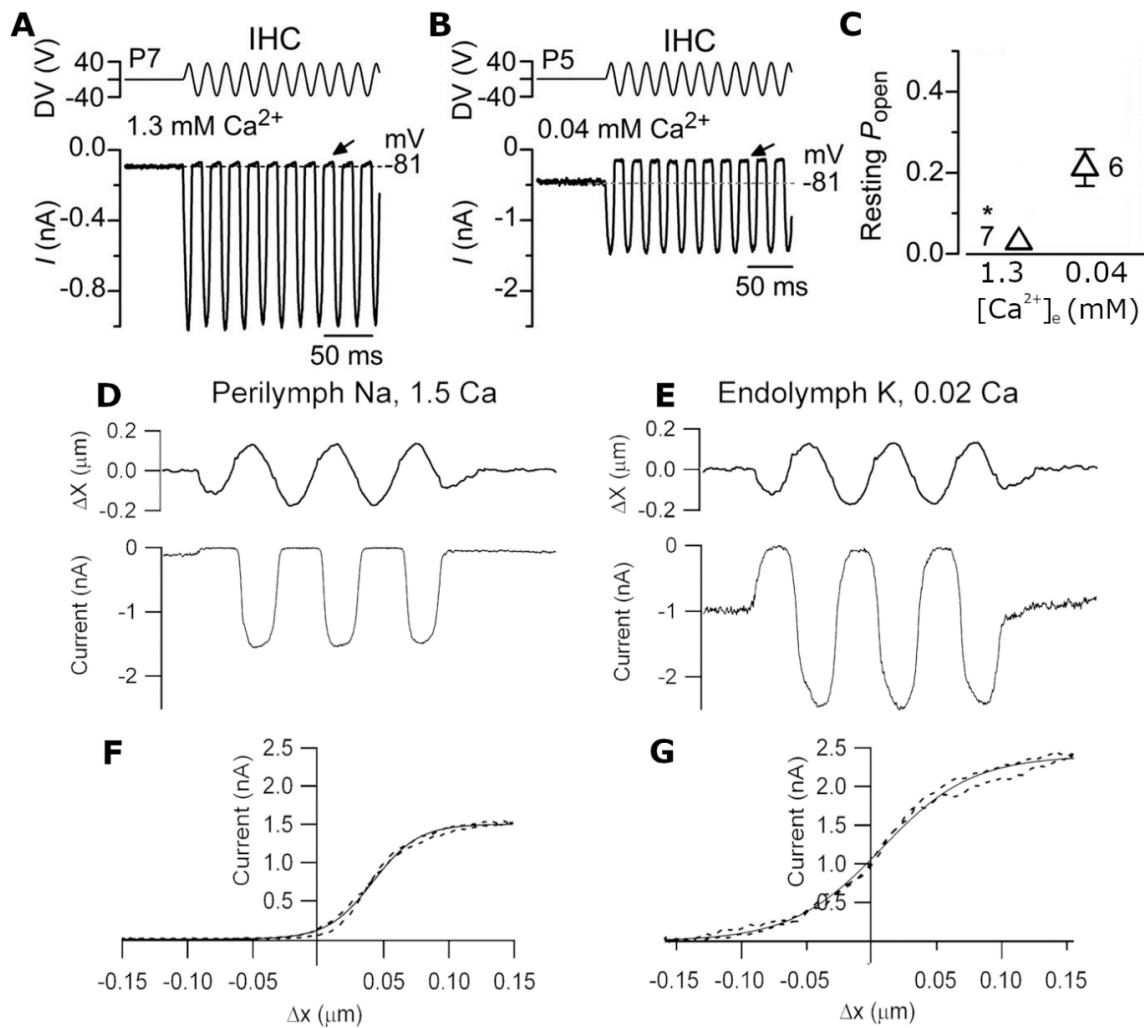 A
IHC
DV (V)
40
-40
P7
1.3 mM Ca²⁺
0.0
-0.4
-0.8
I (nA)
mV
-81
50 ms
B
IHC
DV (V)
40
-40
P5
0.04 mM Ca²⁺
0
-1
-2
I (nA)
mV
-81
50 ms
C
Resting Popen
0.4
0.2
0.0
*
7
6
1.3
0.04
[Ca²⁺]e (mM)
D
Perilymph Na, 1.5 Ca
ΔX (μm)
0.2
0.0
-0.2
Current (nA)
0
-1
-2
E
Endolymph K, 0.02 Ca
ΔX (μm)
0.2
0.0
-0.2
Current (nA)
0
-1
-2
F
Current (nA)
2.5
2.0
1.5
1.0
0.5
-0.15 -0.10 -0.05 0.00 0.05 0.10 0.15
Δx (μm)
G
Current (nA)
2.5
2.0
1.5
1.0
0.5
-0.15 -0.10 -0.05 0.00 0.05 0.10 0.15
Δx (μm)